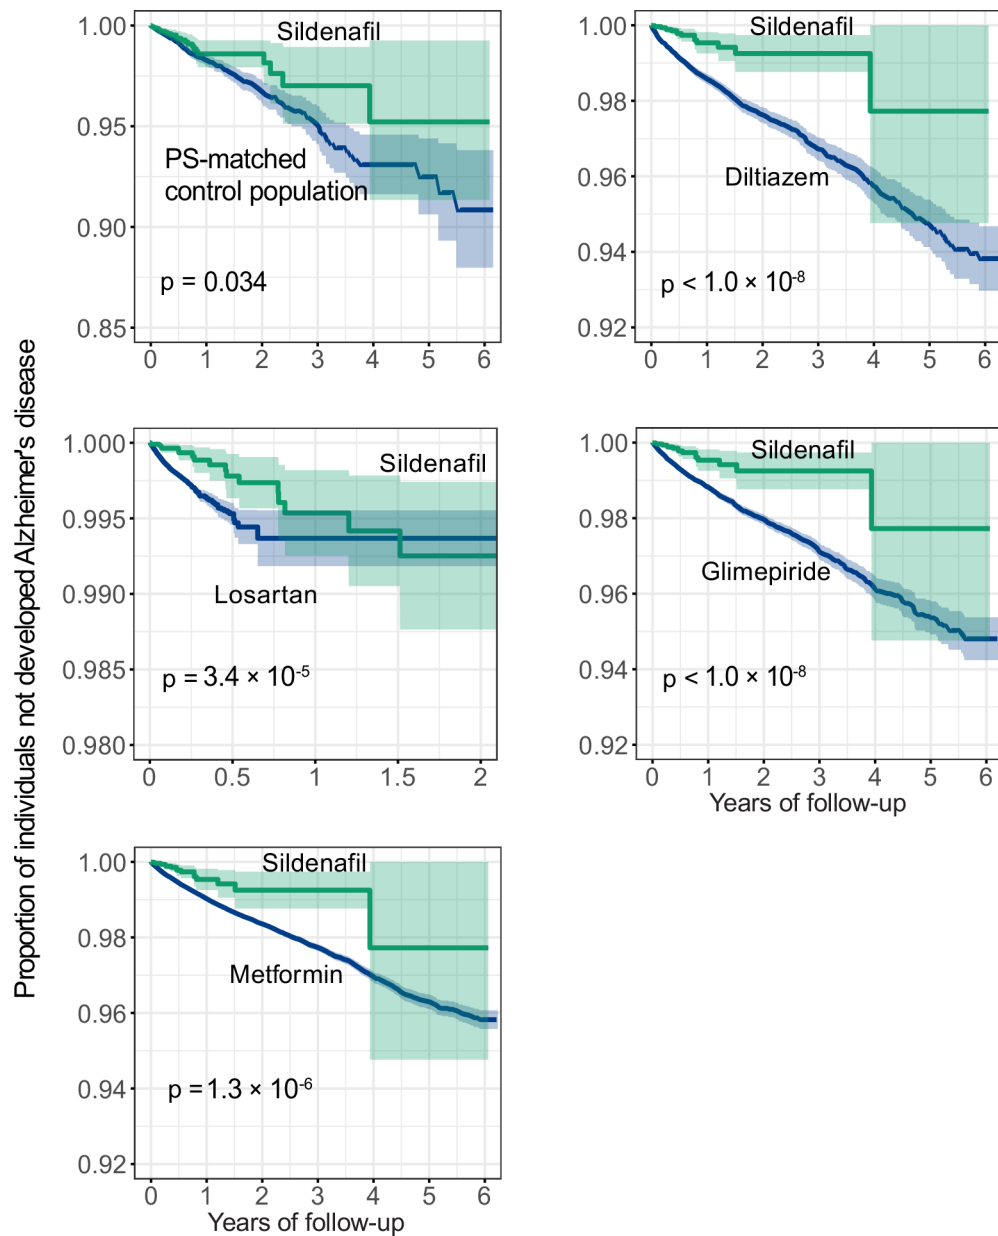 Proportion of individuals not developed Alzheimer's disease
1.00
0.95
0.90
0.85
Sildenafil
PS-matched
control population
p = 0.034
0 1 2 3 4 5 6
1.00
0.98
0.96
0.94
0.92
Sildenafil
Diltiazem
p < 1.0 × 10⁻⁸
0 1 2 3 4 5 6
1.000
0.995
0.990
0.985
0.980
Sildenafil
Losartan
p = 3.4 × 10⁻⁵
0 0.5 1 1.5 2
1.00
0.98
0.96
0.94
0.92
Sildenafil
Glimepiride
p < 1.0 × 10⁻⁸
0 1 2 3 4 5 6
Years of follow-up
1.00
0.98
0.96
0.94
0.92
Sildenafil
Metformin
p = 1.3 × 10⁻⁶
0 1 2 3 4 5 6
Years of follow-up